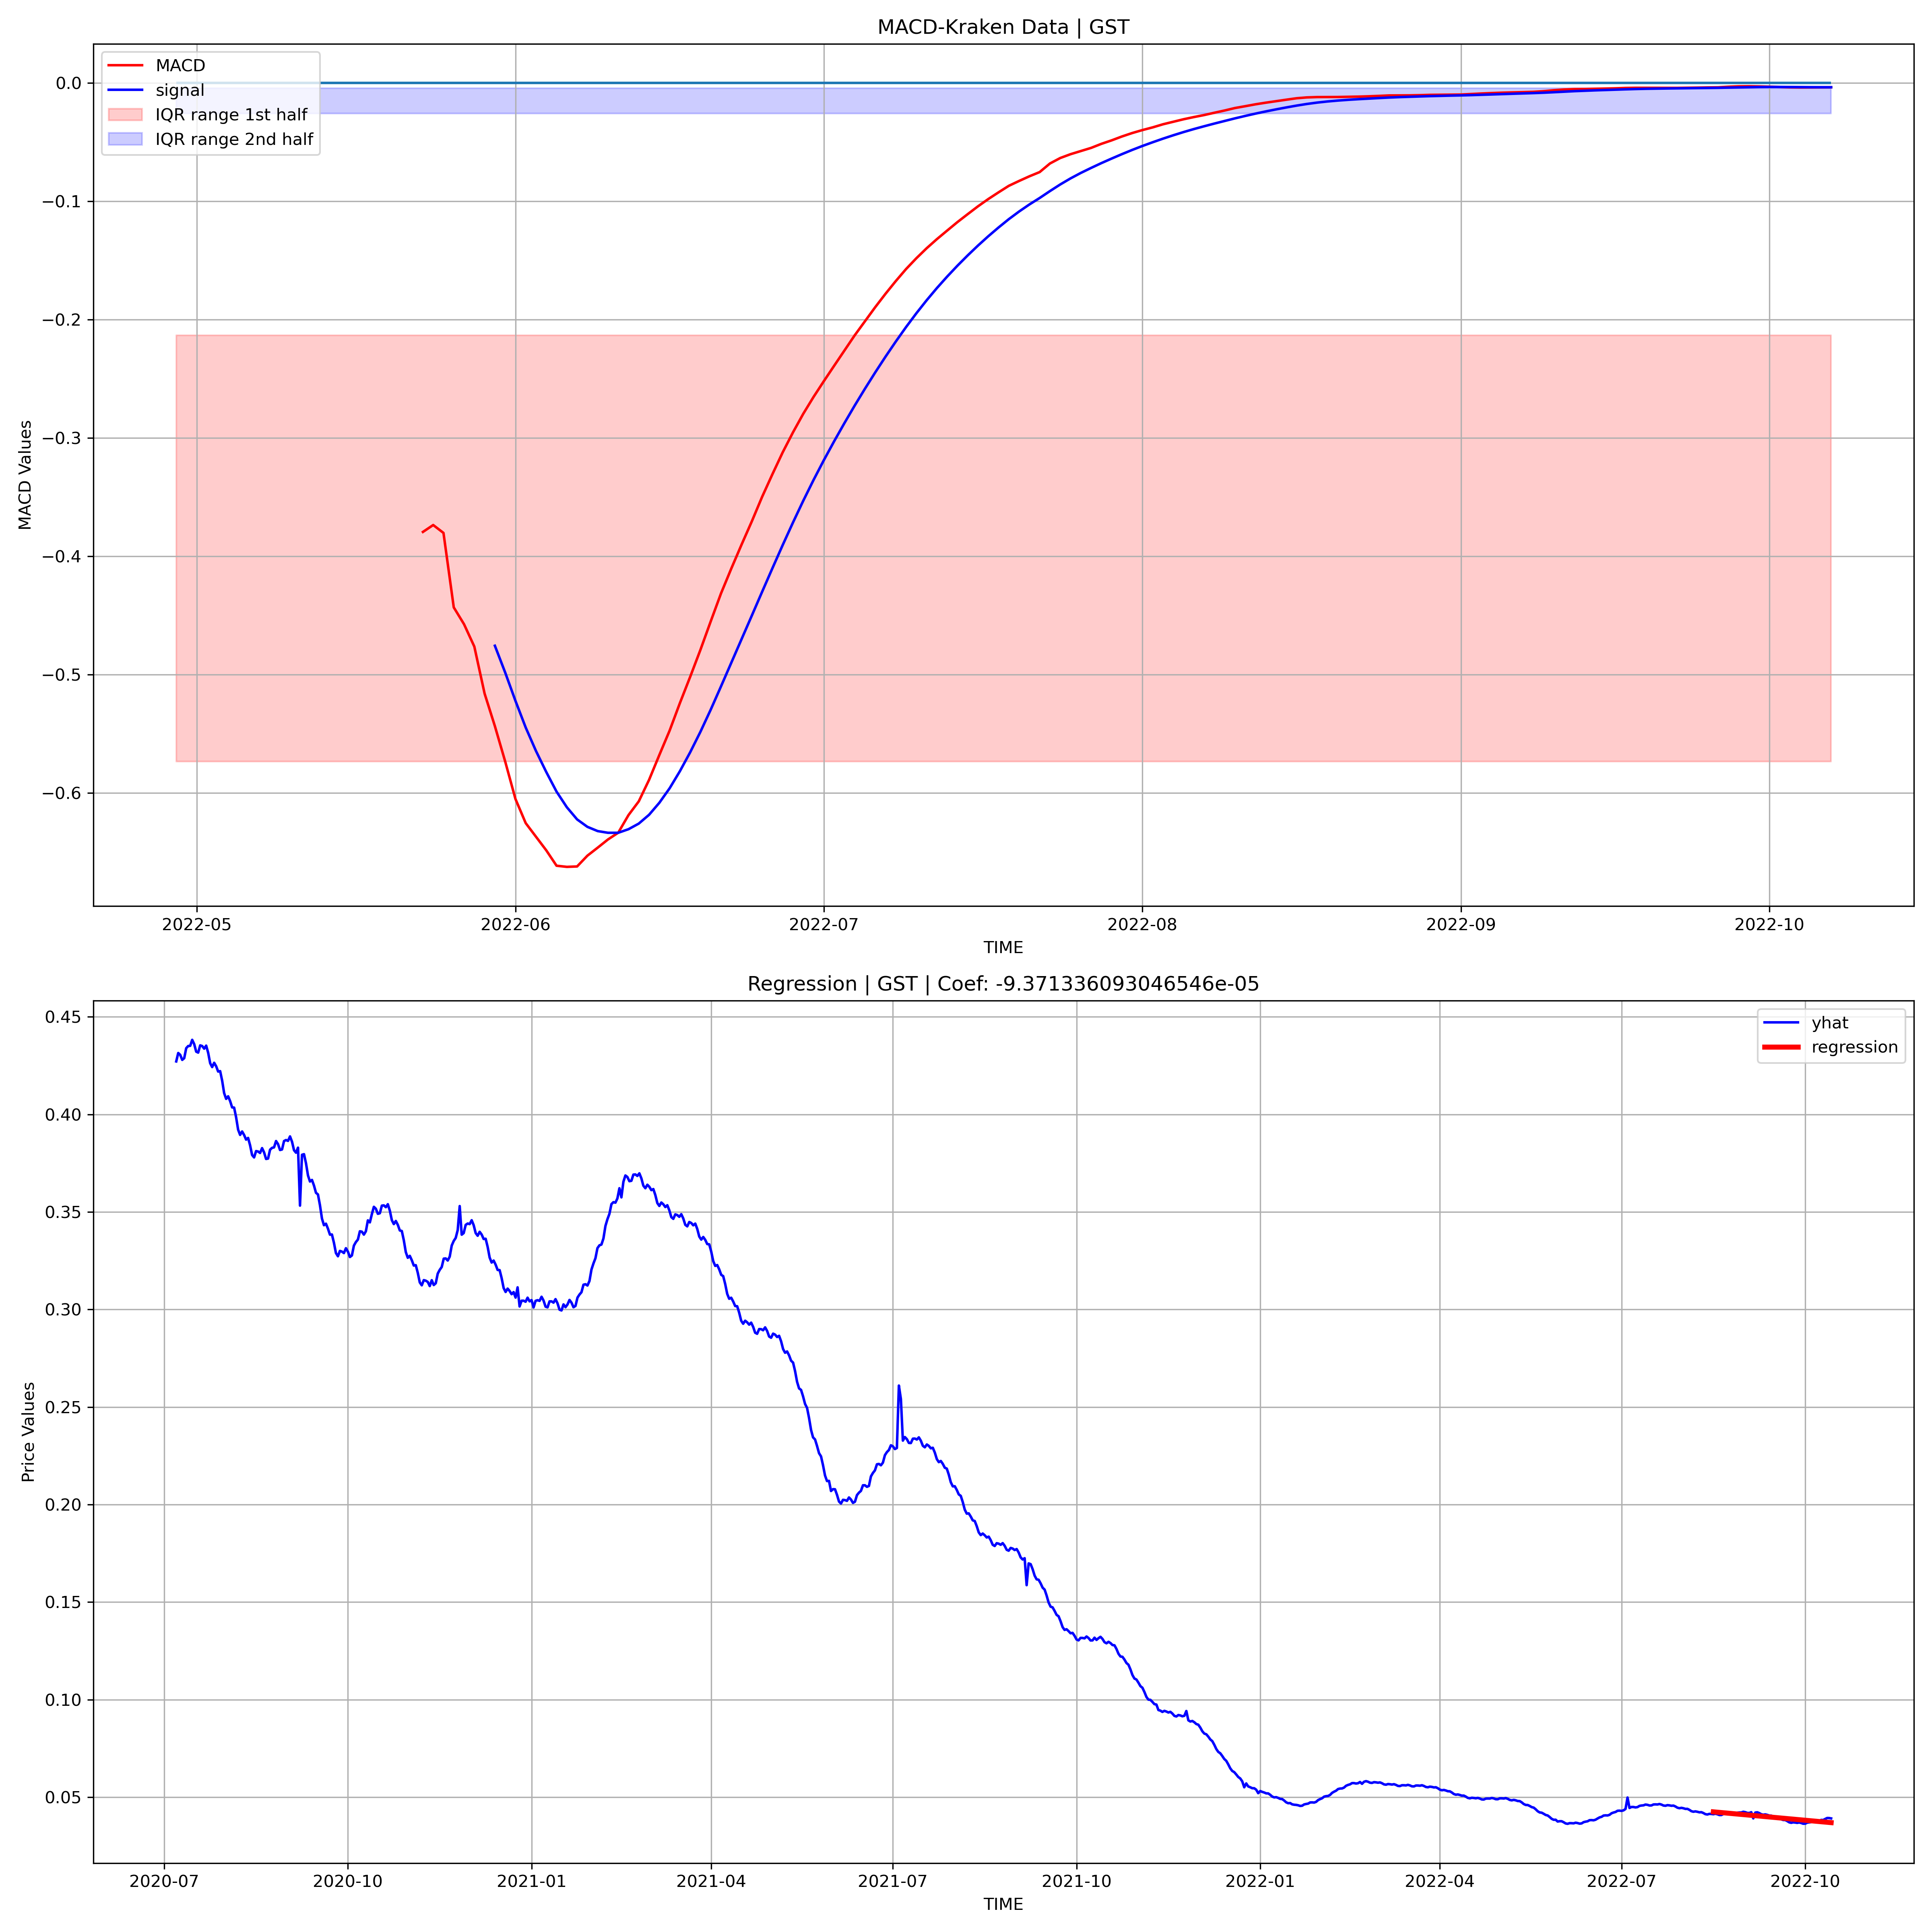 MACD-Kraken Data | GST
MACD
signal
IQR range 1st half
IQR range 2nd half
0.0
−0.1
−0.2
−0.3
−0.4
−0.5
−0.6
MACD Values
2022-05 2022-06 2022-07 2022-08 2022-09 2022-10
TIME
Regression | GST | Coef: -9.371336093046546e-05
yhat
regression
0.45
0.40
0.35
0.30
0.25
0.20
0.15
0.10
0.05
Price Values
2020-07 2020-10 2021-01 2021-04 2021-07 2021-10 2022-01 2022-04 2022-07 2022-10
TIME